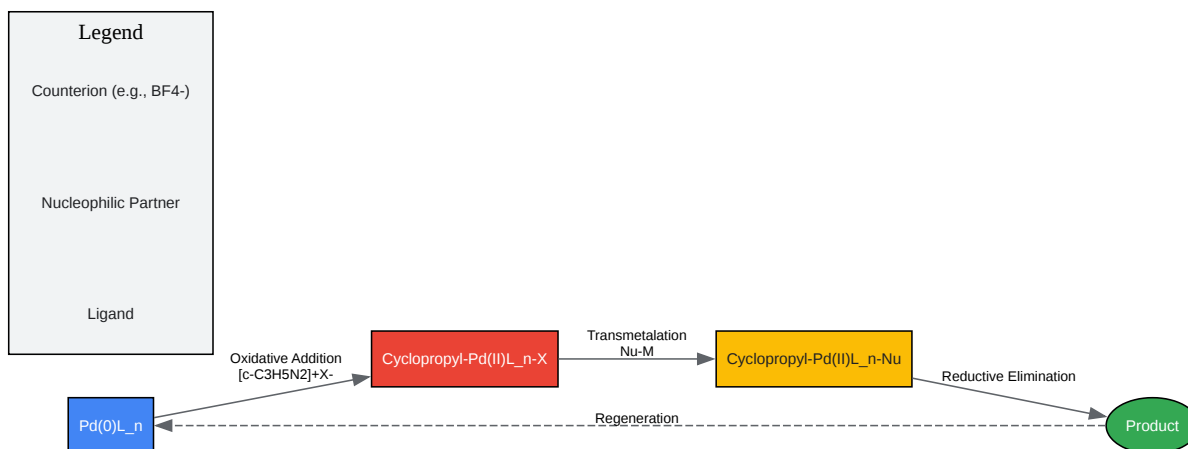 Legend
Counterion (e.g., BF4-)
Nucleophilic Partner
Ligand
Oxidative Addition
[c-C3H5N2]+X-
Cyclopropyl-Pd(II)L_n-X
Transmetalation
Nu-M
Cyclopropyl-Pd(II)L_n-Nu
Reductive Elimination
Pd(0)L_n
Regeneration
Product